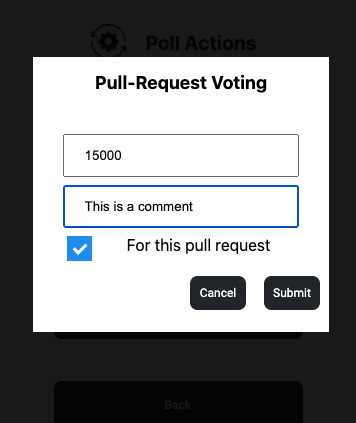 Poll Actions
Pull-Request Voting
15000
This is a comment
For this pull request
Cancel
Submit
Back